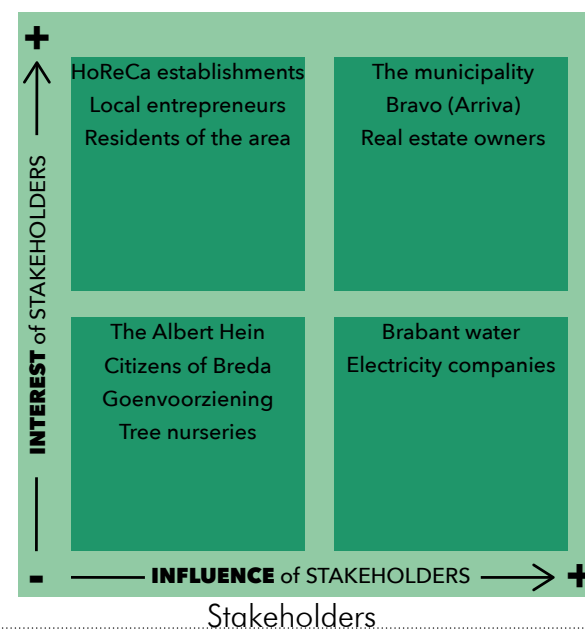 +
HoReCa establishments
Local entrepreneurs
Residents of the area
The municipality
Bravo (Arriva)
Real estate owners
INTEREST of STAKEHOLDERS
The Albert Hein
Citizens of Breda
Goenvoorziening
Tree nurseries
Brabant water
Electricity companies
- INFLUENCE of STAKEHOLDERS +
Stakeholders